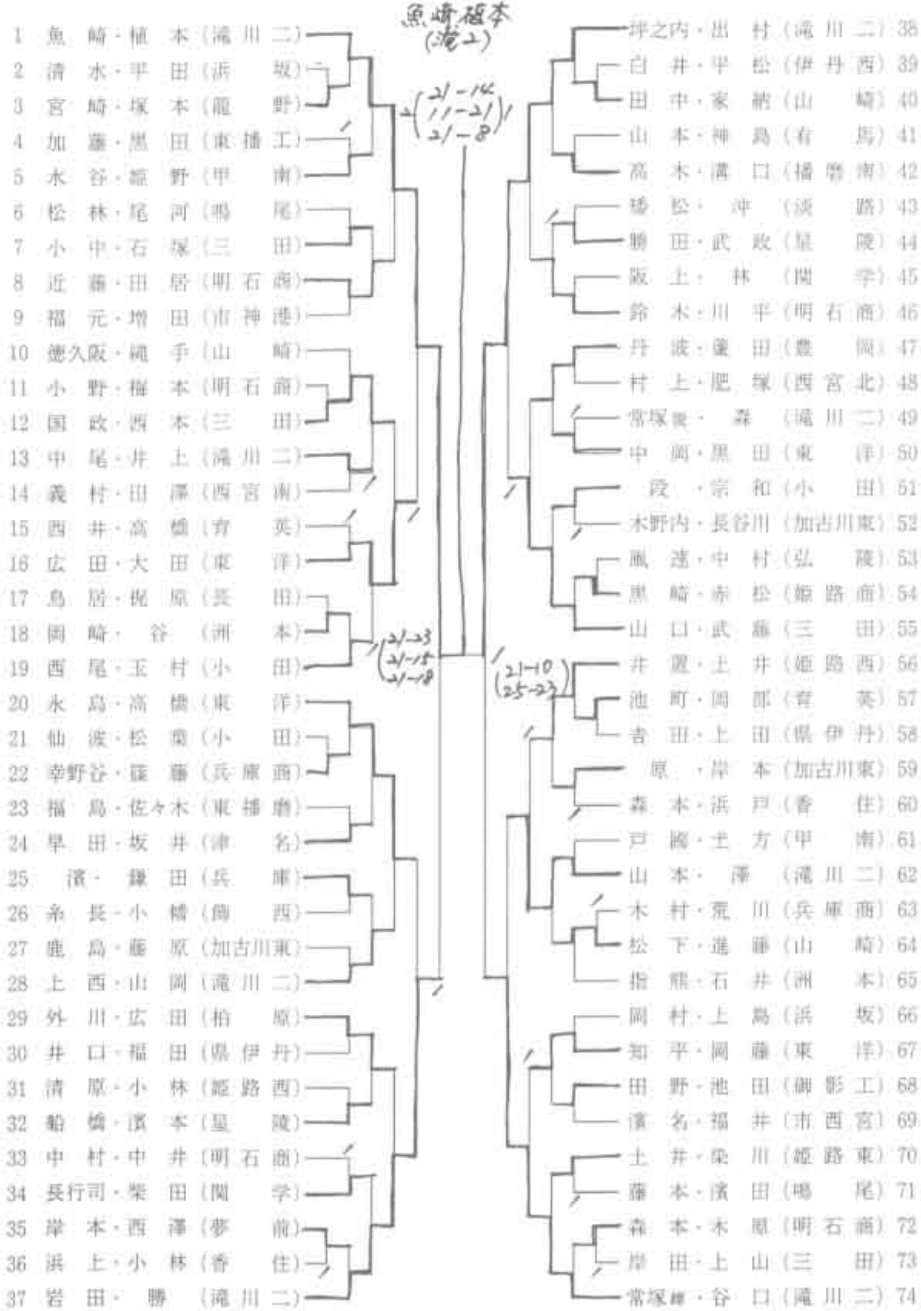 魚崎植本
(滝二)
2(21-14
11-21
21-8)1
1 魚崎・植本(滝川二)
2 清水・平田(浜坂)
3 宮崎・塚本(龍野)
4 加藤・黒田(東播工)
5 水谷・姫野(甲南)
6 松林・尾河(鳴尾)
7 小中・石塚(三田)
8 近藤・田居(明石商)
9 福元・増田(市神港)
10 徳久阪・縄手(山崎)
11 小野・梅本(明石商)
12 国政・西本(三田)
13 中尾・井上(滝川二)
14 義村・田澤(西宮南)
15 西井・高橋(育英)
16 広田・大田(東洋)
17 鳥居・梶原(長田)
18 岡崎・谷(洲本)
19 西尾・玉村(小田)
20 永島・高橋(東洋)
21 仙波・松葉(小田)
22 幸野谷・篠藤(兵庫商)
23 福島・佐々木(東播磨)
24 早田・坂井(津名)
25 濱・鎌田(兵庫)
26 糸長・小幡(飾西)
27 鹿島・藤原(加古川東)
28 上西・山岡(滝川二)
29 外川・広田(柏原)
30 井口・福田(県伊丹)
31 清原・小林(姫路西)
32 船橋・濱本(星陵)
33 中村・中井(明石商)
34 長行司・柴田(関学)
35 岸本・西澤(夢前)
36 浜上・小林(香住)
37 岩田・勝(滝川二)
1(21-23
21-15
21-18
(21-10
25-23)
坪之内・出村(滝川二)38
白井・平松(伊丹西)39
田中・家納(山崎)40
山本・神島(有馬)41
高木・溝口(播磨南)42
矮松・沖(淡路)43
勝田・武政(星陵)44
阪上・林(関学)45
鈴木・川平(明石商)46
丹波・蘆田(豊岡)47
村上・肥塚(西宮北)48
常塚俊・森(滝川二)49
中岡・黒田(東洋)50
段・宗和(小田)51
木野内・長谷川(加古川東)52
風速・中村(弘陵)53
黒崎・赤松(姫路商)54
山口・武藤(三田)55
井置・土井(姫路西)56
池町・岡部(育英)57
吉田・上田(県伊丹)58
原・岸本(加古川東)59
森本・浜戸(香住)60
戸國・土方(甲南)61
山本・澤(滝川二)62
木村・荒川(兵庫商)63
松下・進藤(山崎)64
指熊・石井(洲本)65
岡村・上島(浜坂)66
知平・岡藤(東洋)67
田野・池田(御影工)68
濱名・福井(市西宮)69
土井・染川(姫路東)70
藤本・濱田(鳴尾)71
森本・木原(明石商)72
岸田・上山(三田)73
常塚雄・谷口(滝川二)74